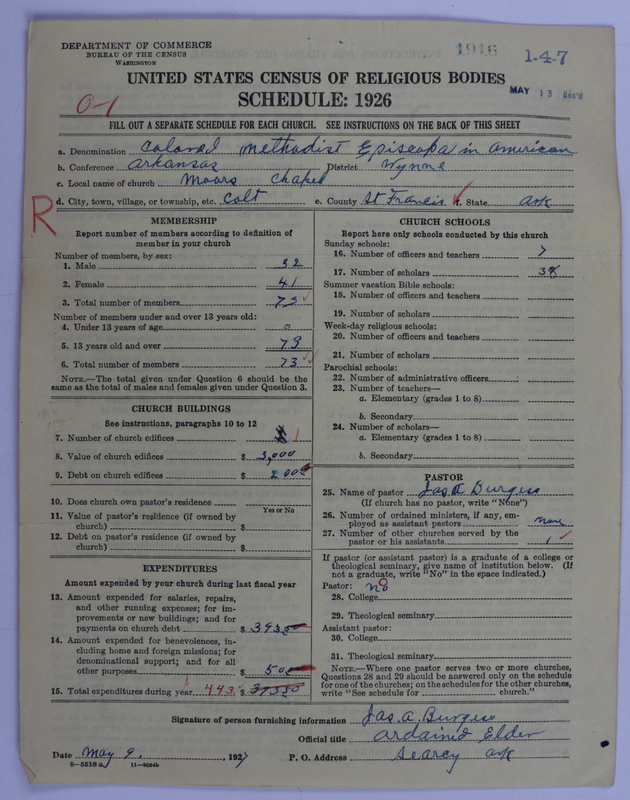 DEPARTMENT OF COMMERCE
BUREAU OF THE CENSUS
WASHINGTON
1916
1-4-7
UNITED STATES CENSUS OF RELIGIOUS BODIES
MAY 13 Rec'd
SCHEDULE: 1926
0-1
FILL OUT A SEPARATE SCHEDULE FOR EACH CHURCH. SEE INSTRUCTIONS ON THE BACK OF THIS SHEET
a. Denomination Colored Methodist Episcopa in American
b. Conference Arkansas District Wynne
c. Local name of church Moors Chapel
R d. City, town, village, or township, etc. Colt e. County St Francis f. State Ark
MEMBERSHIP
Report number of members according to definition of member in your church
Number of members, by sex:
1. Male 32
2. Female 41
3. Total number of members 73
Number of members under and over 13 years old:
4. Under 13 years of age 0
5. 13 years old and over 73
6. Total number of members 73
NOTE.—The total given under Question 6 should be the
same as the total of males and females given under Question 3.
CHURCH BUILDINGS
See instructions, paragraphs 10 to 12
7. Number of church edifices 1
8. Value of church edifices $ 3,000
9. Debt on church edifices $ 200
10. Does church own pastor's residence
Yes or No
11. Value of pastor's residence (if owned by
church) $
12. Debt on pastor's residence (if owned by
church) $
EXPENDITURES
Amount expended by your church during last fiscal year
13. Amount expended for salaries, repairs,
and other running expenses; for im-
provements or new buildings; and for
payments on church debt $ 393
14. Amount expended for benevolences, in-
cluding home and foreign missions; for
denominational support; and for all
other purposes $ 50
15. Total expenditures during year 443 $
CHURCH SCHOOLS
Report here only schools conducted by this church
Sunday schools:
16. Number of officers and teachers 7
17. Number of scholars 38
Summer vacation Bible schools:
18. Number of officers and teachers
19. Number of scholars
Week-day religious schools:
20. Number of officers and teachers
21. Number of scholars
Parochial schools:
22. Number of administrative officers
23. Number of teachers—
a. Elementary (grades 1 to 8)
b. Secondary
24. Number of scholars—
a. Elementary (grades 1 to 8)
b. Secondary
PASTOR
25. Name of pastor Jas A Burgess
(If church has no pastor, write "None")
26. Number of ordained ministers, if any, em-
ployed as assistant pastors none
27. Number of other churches served by the
pastor or his assistants 1
If pastor (or assistant pastor) is a graduate of a college or
theological seminary, give name of institution below. (If
not a graduate, write "No" in the space indicated.)
Pastor: no
28. College
29. Theological seminary
Assistant pastor:
30. College
31. Theological seminary
NOTE.—Where one pastor serves two or more churches,
Questions 28 and 29 should be answered only on the schedule
for one of the churches; on the schedules for the other churches,
write "See schedule for church."
Signature of person furnishing information Jas. A. Burgess
Official title Ardained Elder
Date May 9, 1927 P. O. Address Searcy Ark
8-5518 a 11-9264b